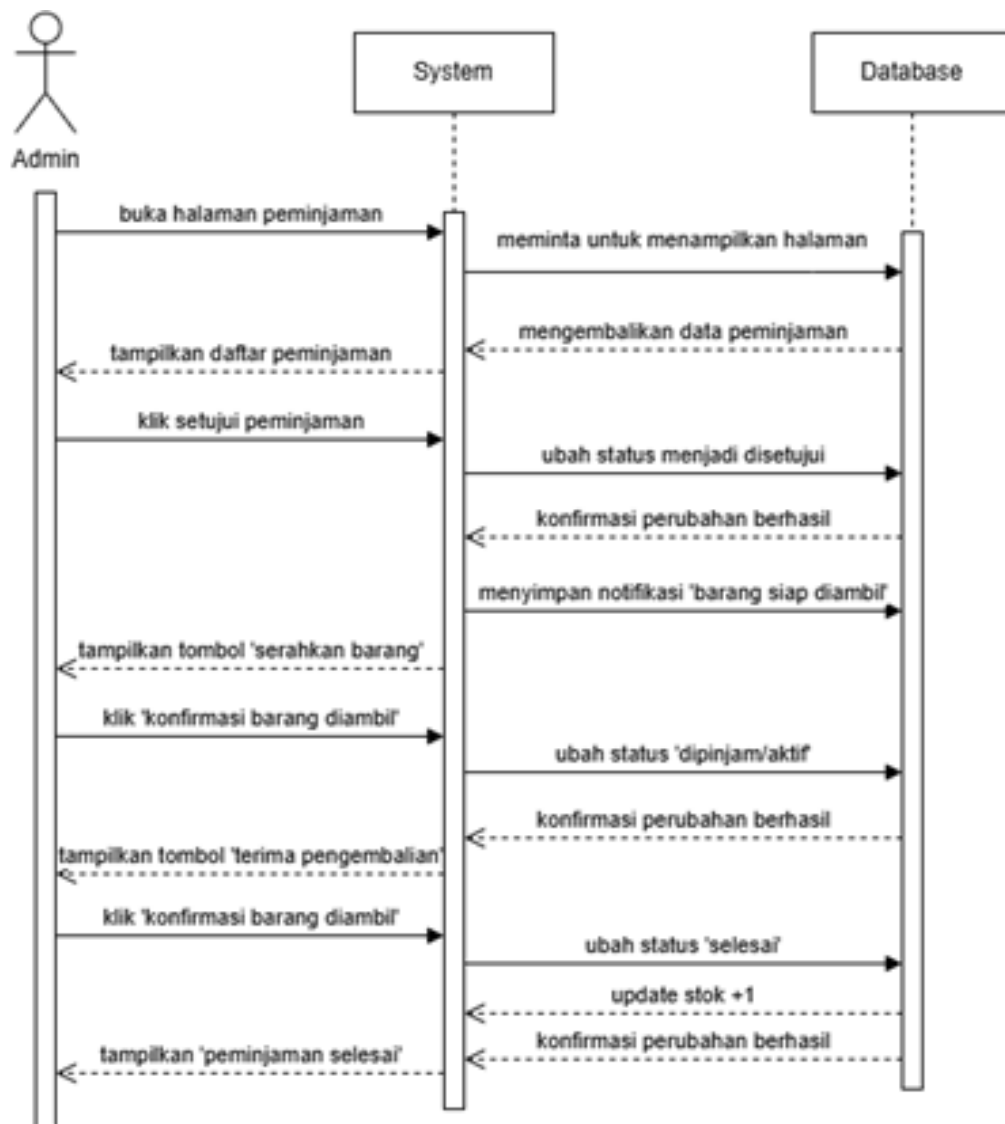 System
Database
Admin
buka halaman peminjaman
meminta untuk menampilkan halaman
mengembalikan data peminjaman
tampilkan daftar peminjaman
klik setujui peminjaman
ubah status menjadi disetujui
konfirmasi perubahan berhasil
menyimpan notifikasi 'barang siap diambil'
tampilkan tombol 'serahkan barang'
klik 'konfirmasi barang diambil'
ubah status 'dipinjam/aktif'
konfirmasi perubahan berhasil
tampilkan tombol 'terima pengembalian'
klik 'konfirmasi barang diambil'
ubah status 'selesai'
update stok +1
konfirmasi perubahan berhasil
tampilkan 'peminjaman selesai'